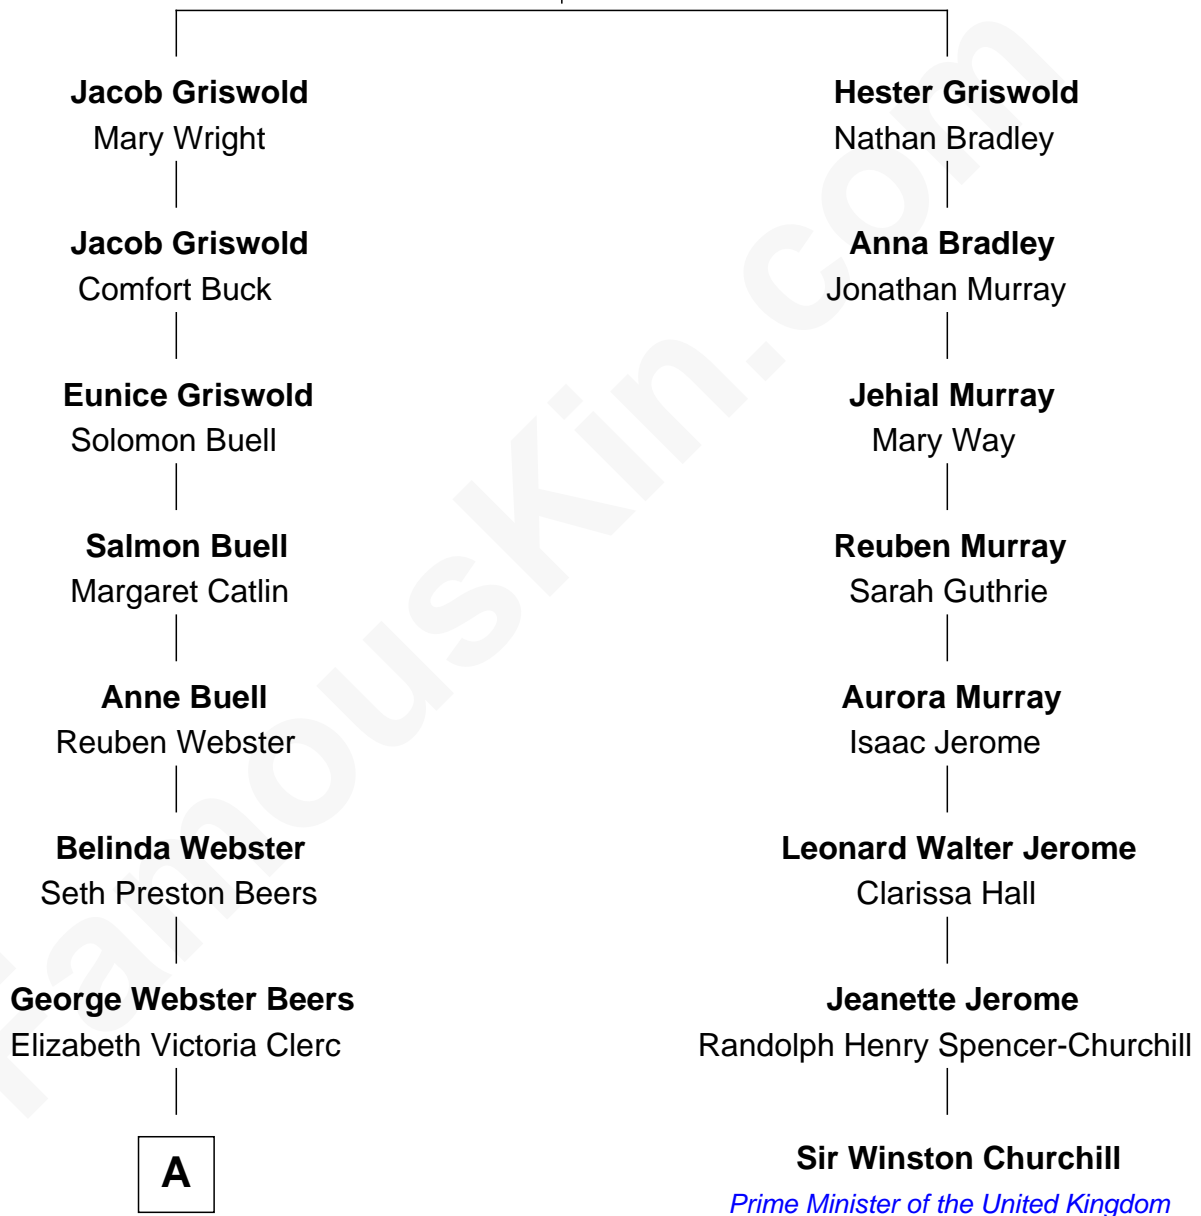 Jacob Griswold
Mary Wright
Jacob Griswold
Comfort Buck
Eunice Griswold
Solomon Buell
Salmon Buell
Margaret Catlin
Anne Buell
Reuben Webster
Belinda Webster
Seth Preston Beers
George Webster Beers
Elizabeth Victoria Clerc
A
Hester Griswold
Nathan Bradley
Anna Bradley
Jonathan Murray
Jehial Murray
Mary Way
Reuben Murray
Sarah Guthrie
Aurora Murray
Isaac Jerome
Leonard Walter Jerome
Clarissa Hall
Jeanette Jerome
Randolph Henry Spencer-Churchill
Sir Winston Churchill
Prime Minister of the United Kingdom
FamousKin.com